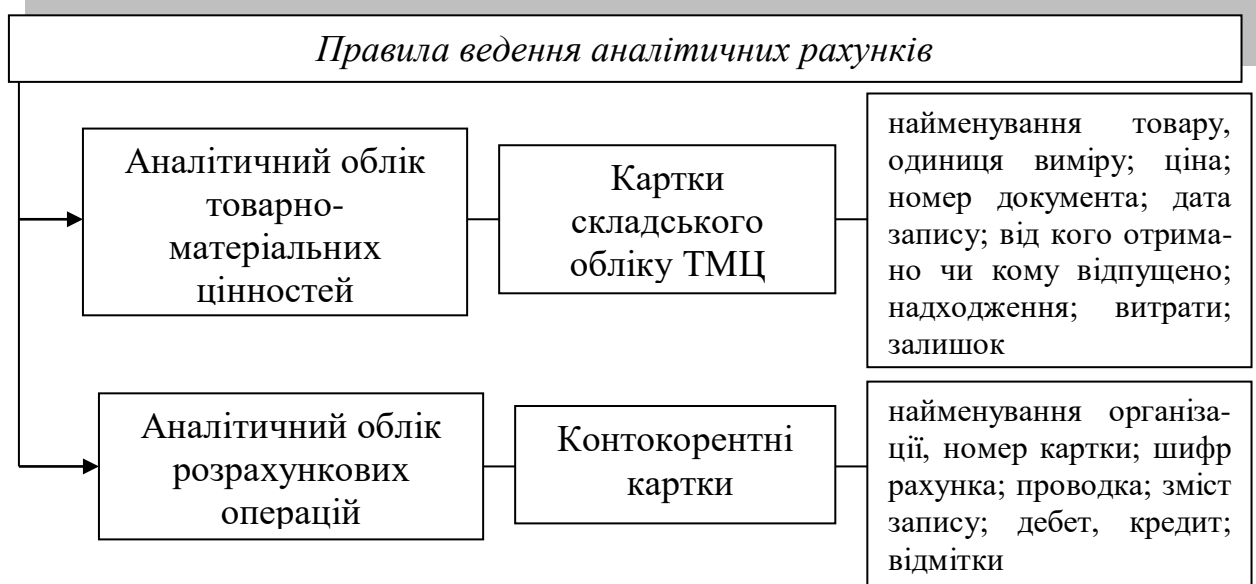 Правила ведення аналітичних рахунків
Аналітичний облік
товарно-
матеріальних
цінностей
Картки
складського
обліку ТМЦ
найменування товару,
одиниця виміру; ціна;
номер документа; дата
запису; від кого отрима-
но чи кому відпущено;
надходження; витрати;
залишок
Аналітичний облік
розрахункових
операцій
Контокорентні
картки
найменування організа-
ції, номер картки; шифр
рахунка; проводка; зміст
запису; дебет, кредит;
відмітки